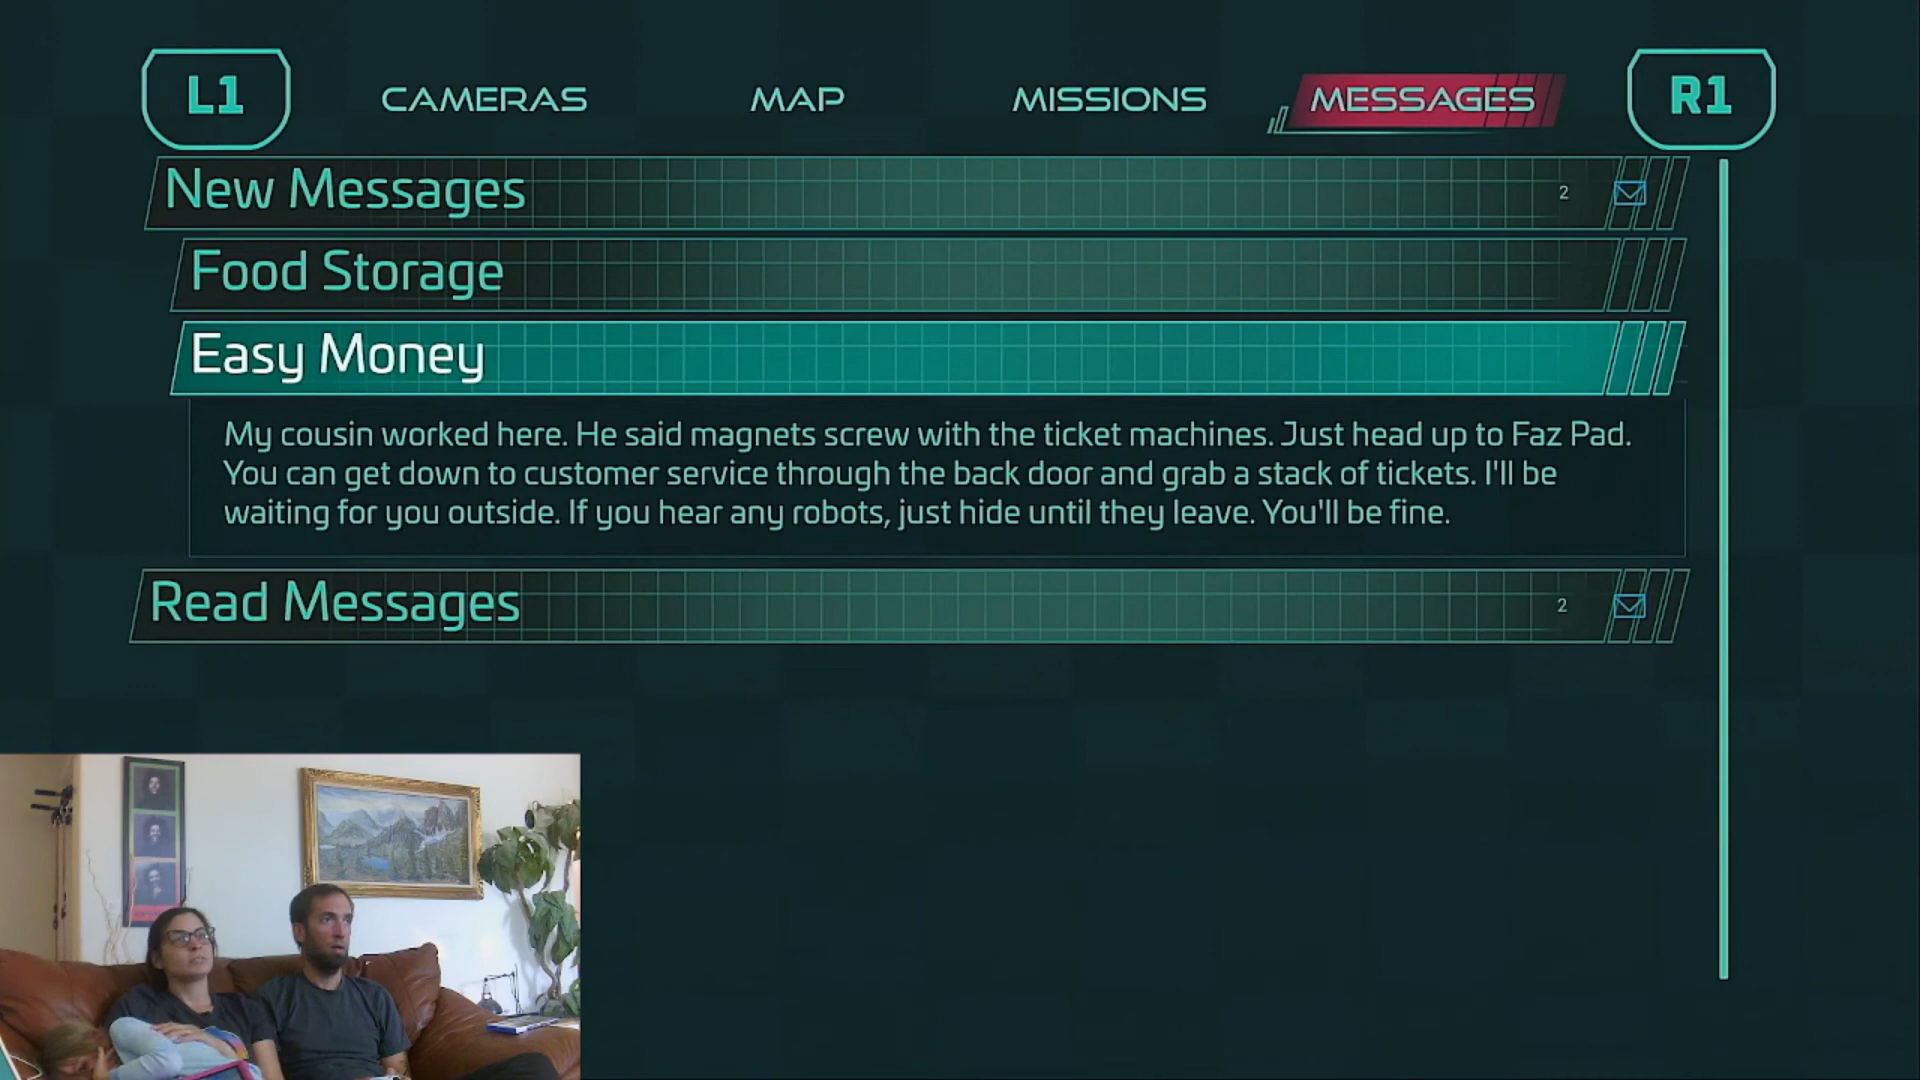 L1 CAMERAS MAP MISSIONS MESSAGES R1
New Messages 2
Food Storage
Easy Money
My cousin worked here. He said magnets screw with the ticket machines. Just head up to Faz Pad.
You can get down to customer service through the back door and grab a stack of tickets. I'll be
waiting for you outside. If you hear any robots, just hide until they leave. You'll be fine.
Read Messages 2